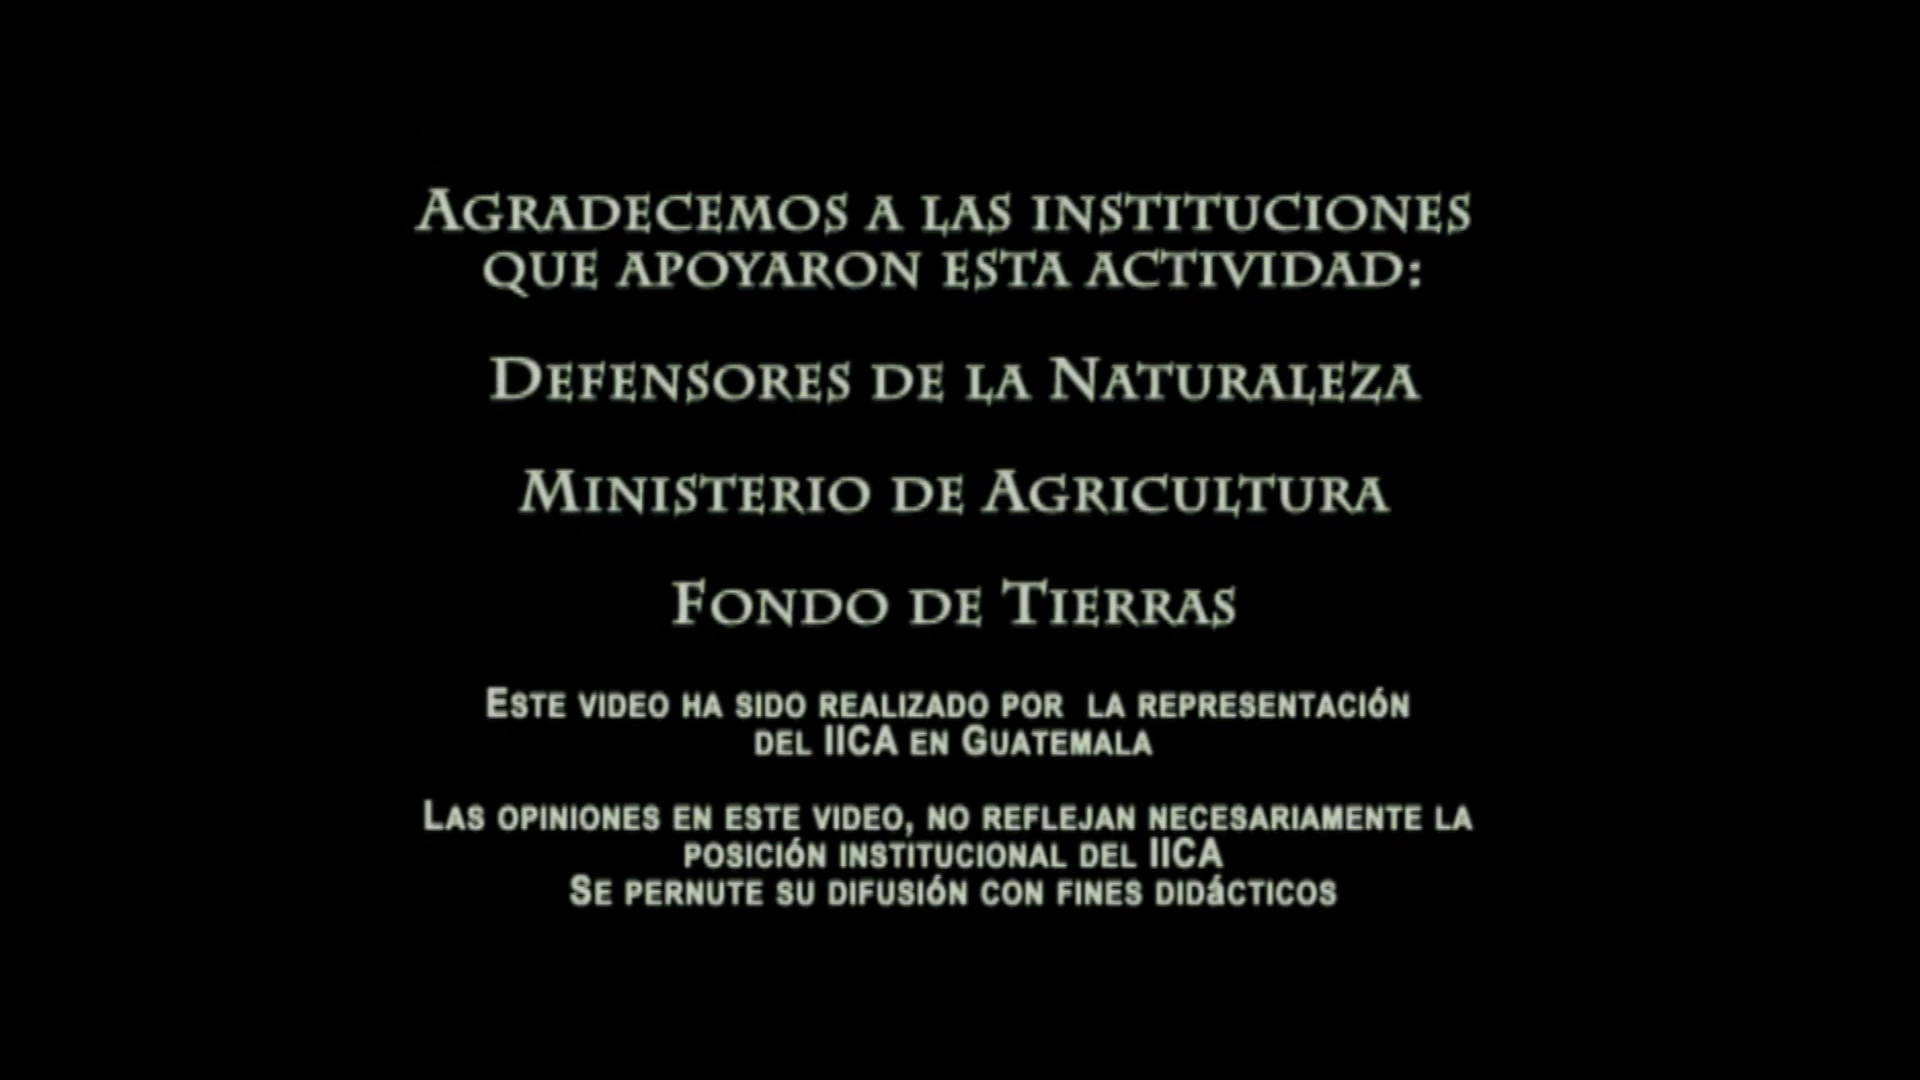 Agradecemos a las instituciones
que apoyaron esta actividad:
Defensores de la Naturaleza
Ministerio de Agricultura
Fondo de Tierras
Este video ha sido realizado por la representación
del IICA en Guatemala
Las opiniones en este video, no reflejan necesariamente la
posición institucional del IICA
Se pernute su difusión con fines didácticos